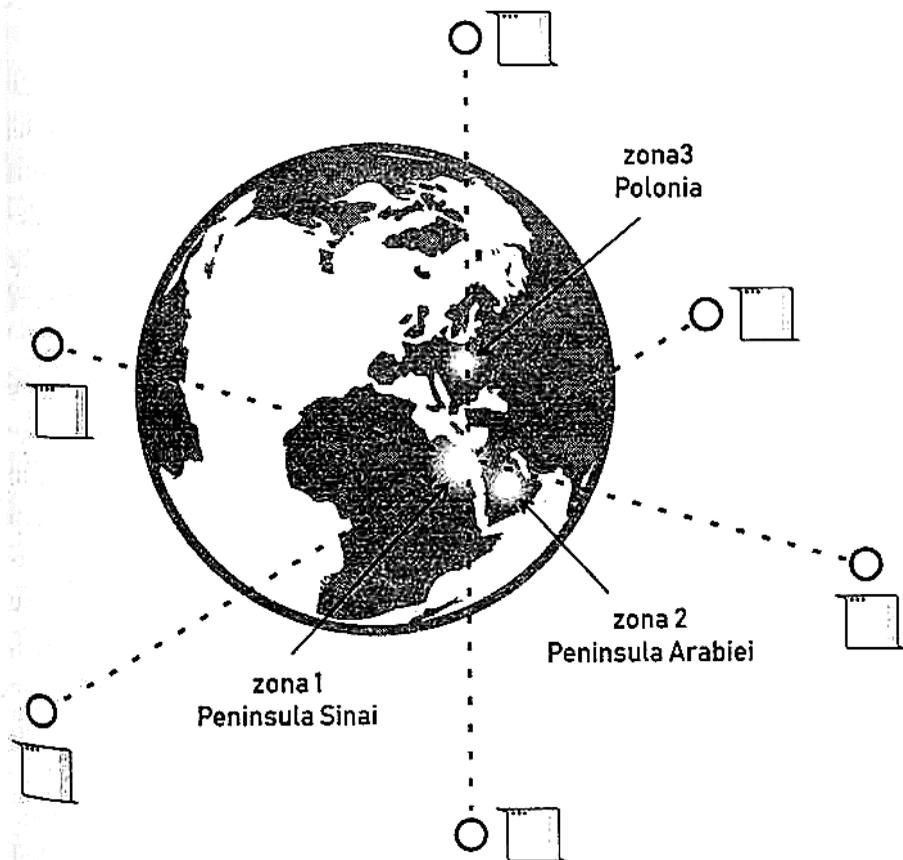 zona3
Polonia
zona 2
Peninsula Arabiei
zona 1
Peninsula Sinai